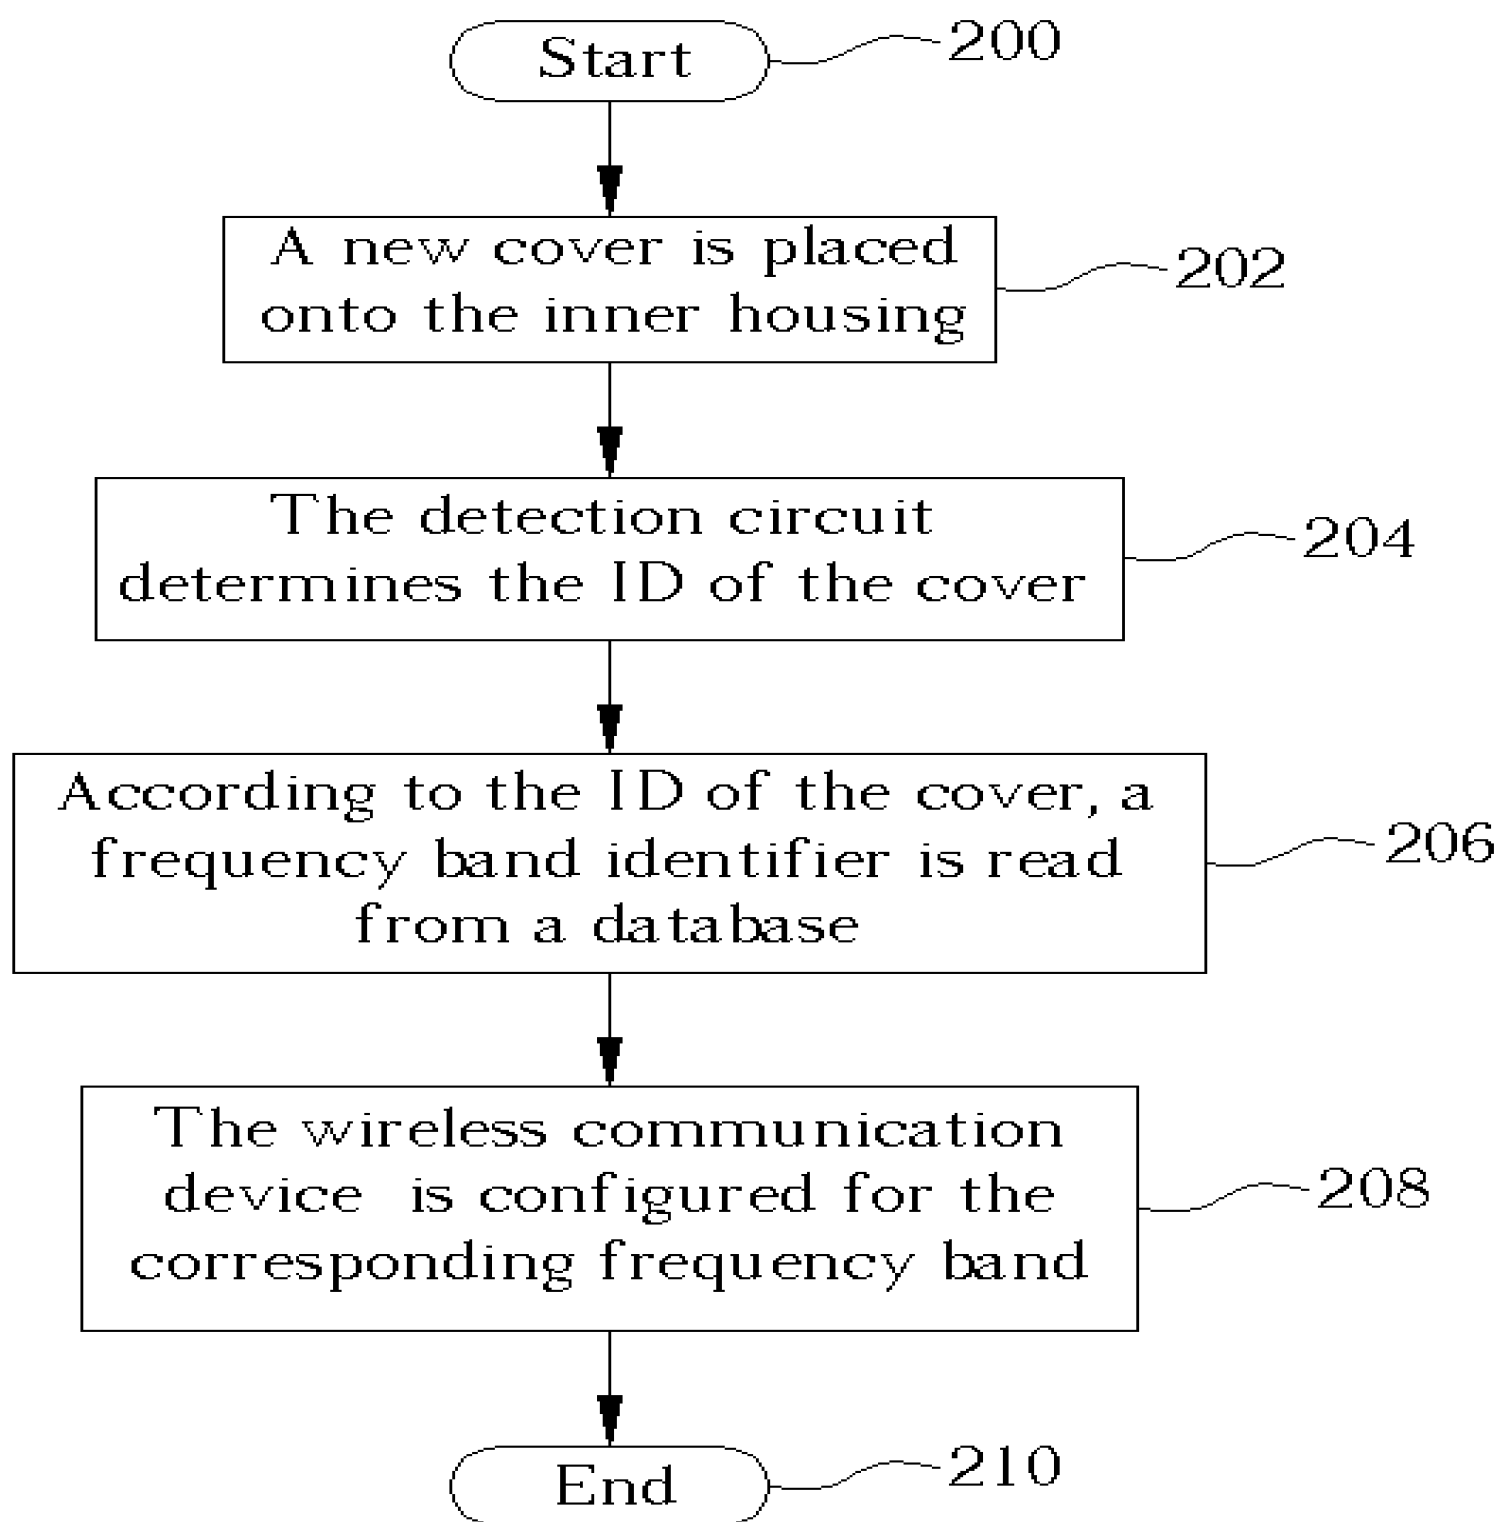 Start
200
A new cover is placed
onto the inner housing
202
The detection circuit
determines the ID of the cover
204
According to the ID of the cover, a
frequency band identifier is read
from a database
206
The wireless communication
device is configured for the
corresponding frequency band
208
End
210